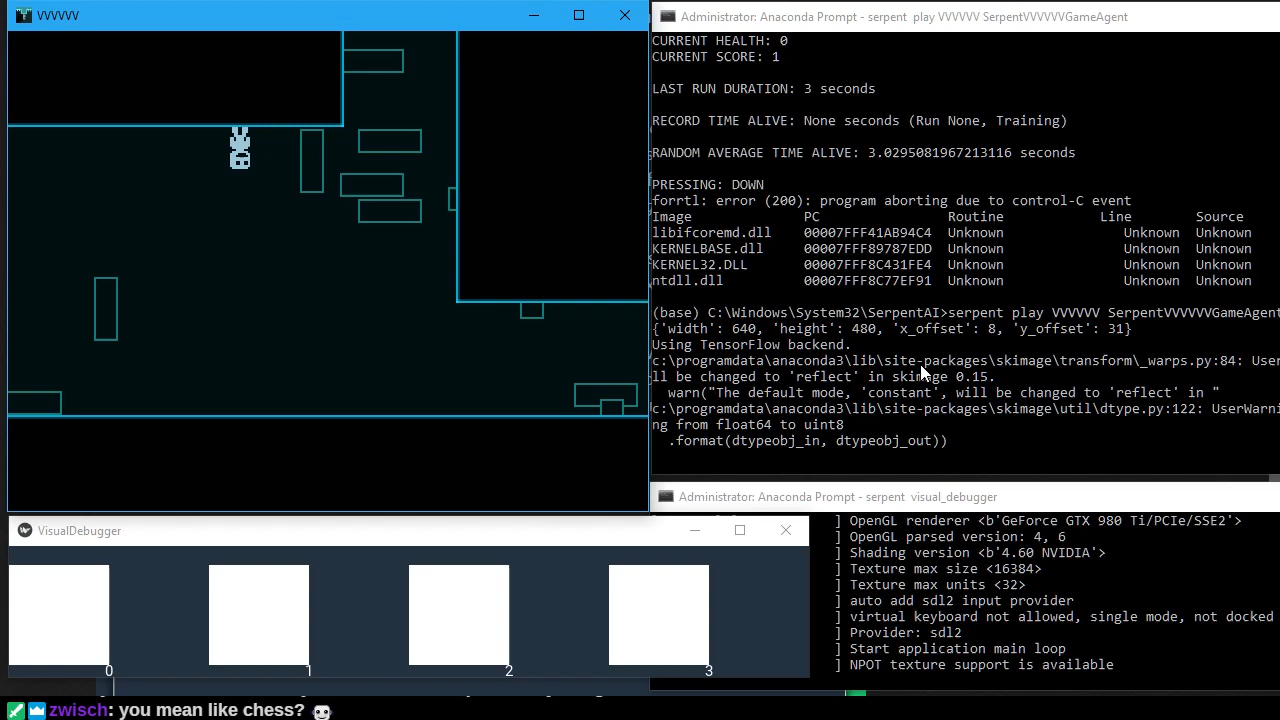 VVVVVV
Administrator: Anaconda Prompt - serpent play VVVVVV SerpentVVVVVVGameAgent
CURRENT HEALTH: 0
CURRENT SCORE: 1
LAST RUN DURATION: 3 seconds
RECORD TIME ALIVE: None seconds (Run None, Training)
RANDOM AVERAGE TIME ALIVE: 3.0295081967213116 seconds
PRESSING: DOWN
forrtl: error (200): program aborting due to control-C event
Image PC Routine Line Source
libifcoremd.dll 00007FFF41AB94C4 Unknown Unknown Unknown
KERNELBASE.dll 00007FFF89787EDD Unknown Unknown Unknown
KERNEL32.DLL 00007FFF8C431FE4 Unknown Unknown Unknown
ntdll.dll 00007FFF8C77EF91 Unknown Unknown Unknown
(base) C:\Windows\System32\SerpentAI>serpent play VVVVVV SerpentVVVVVVGameAgent
{'width': 640, 'height': 480, 'x_offset': 8, 'y_offset': 31}
Using TensorFlow backend.
c:\programdata\anaconda3\lib\site-packages\skimage\transform\_warps.py:84: User
ll be changed to 'reflect' in skimage 0.15.
warn("The default mode, 'constant', will be changed to 'reflect' in "
c:\programdata\anaconda3\lib\site-packages\skimage\util\dtype.py:122: UserWarni
ng from float64 to uint8
.format(dtypeobj_in, dtypeobj_out))
Administrator: Anaconda Prompt - serpent visual_debugger
] OpenGL renderer <b'GeForce GTX 980 Ti/PCIe/SSE2'>
] OpenGL parsed version: 4, 6
] Shading version <b'4.60 NVIDIA'>
] Texture max size <16384>
] Texture max units <32>
] auto add sdl2 input provider
] virtual keyboard not allowed, single mode, not docked
] Provider: sdl2
] Start application main loop
] NPOT texture support is available
VisualDebugger
0 1 2 3
zwisch: you mean like chess?